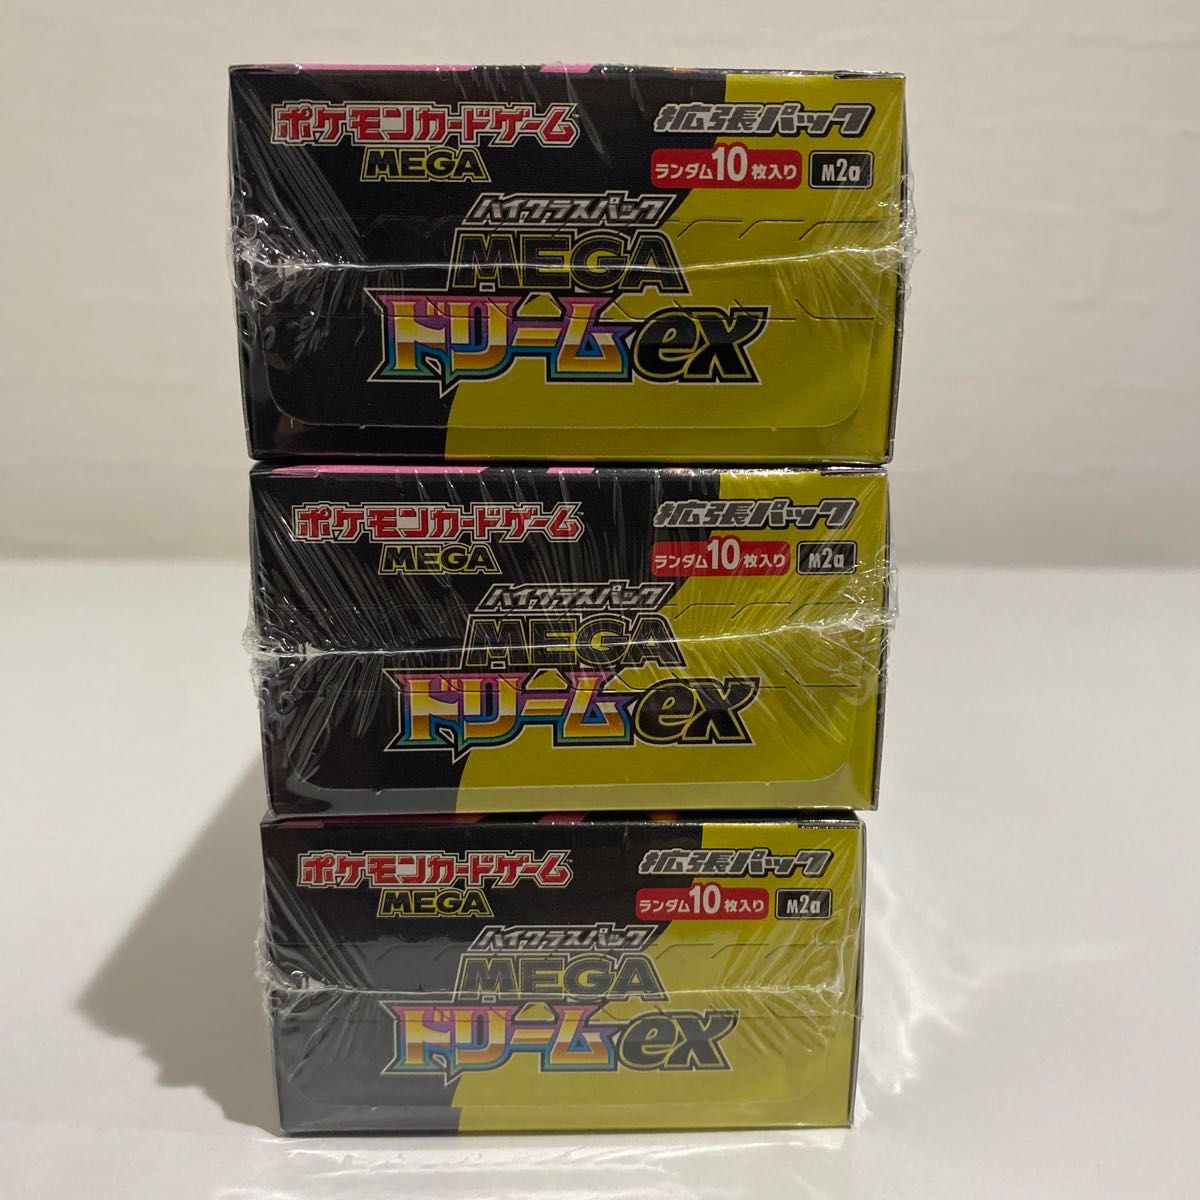 ポケモンカードゲーム
MEGA
拡張パック
ランダム10枚入り M2a
ハイクラスパック
MEGA
ドリームex
ポケモンカードゲーム
MEGA
拡張パック
ランダム10枚入り M2a
ハイクラスパック
MEGA
ドリームex
ポケモンカードゲーム
MEGA
拡張パック
ランダム10枚入り M2a
ハイクラスパック
MEGA
ドリームex